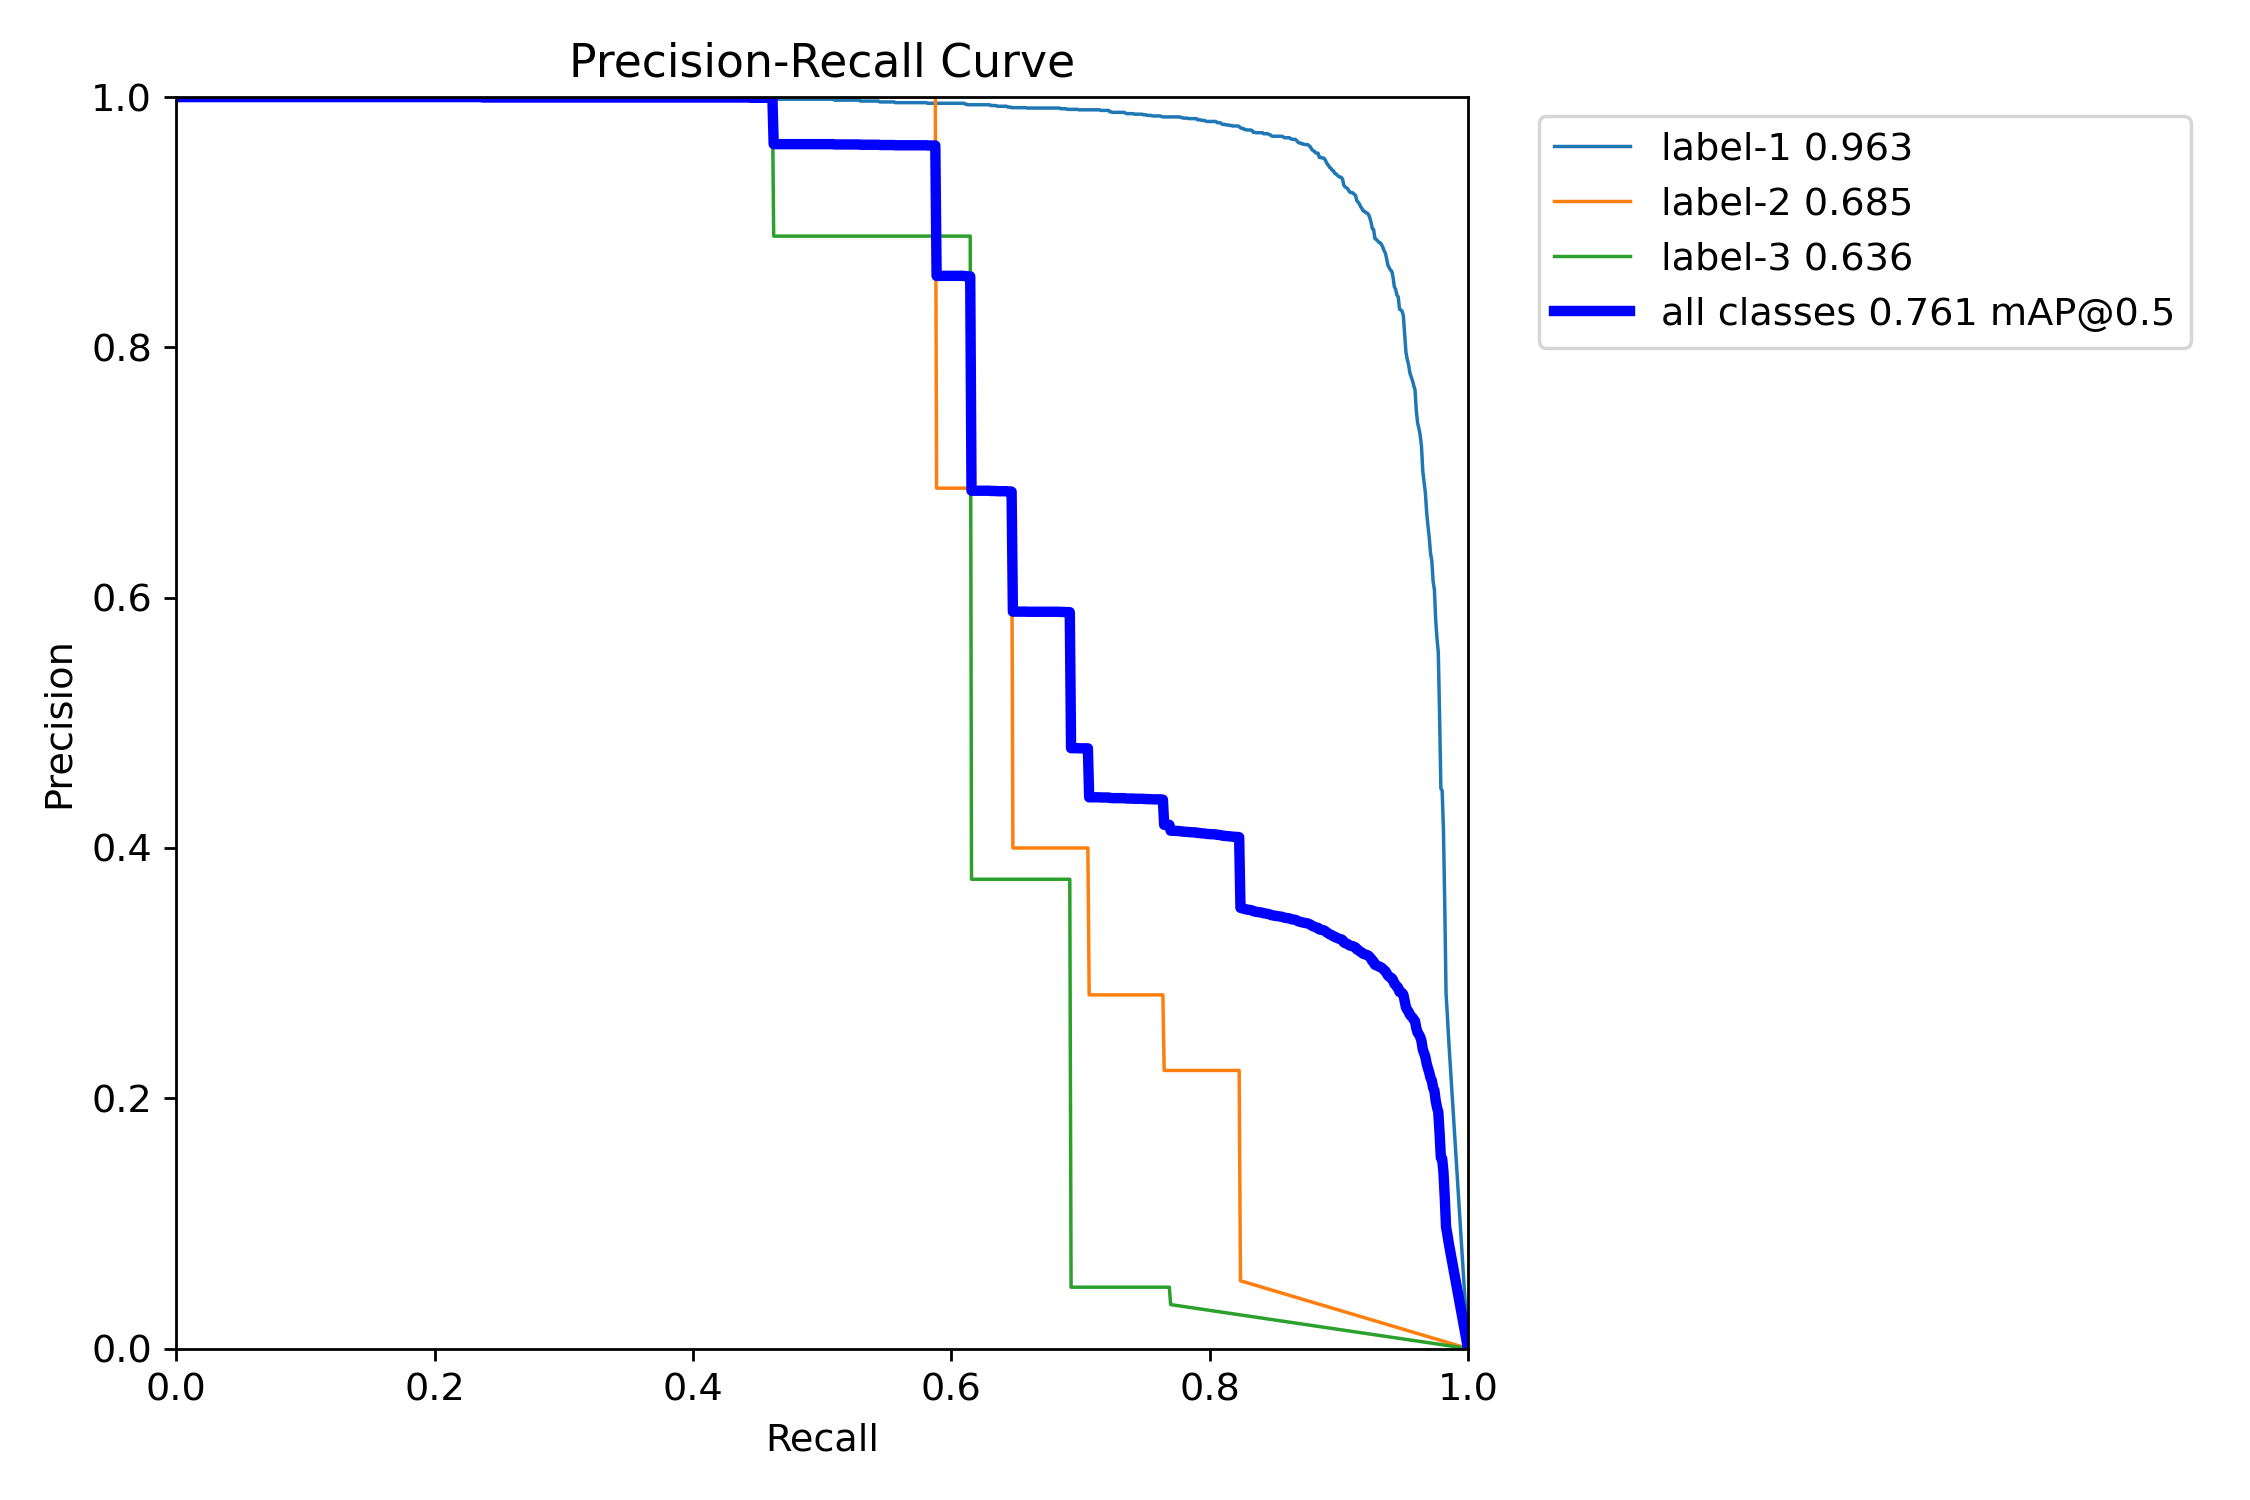 Precision-Recall Curve
1.0
0.8
0.6
0.4
0.2
0.0
Precision
0.0 0.2 0.4 0.6 0.8 1.0
Recall
label-1 0.963
label-2 0.685
label-3 0.636
all classes 0.761 mAP@0.5